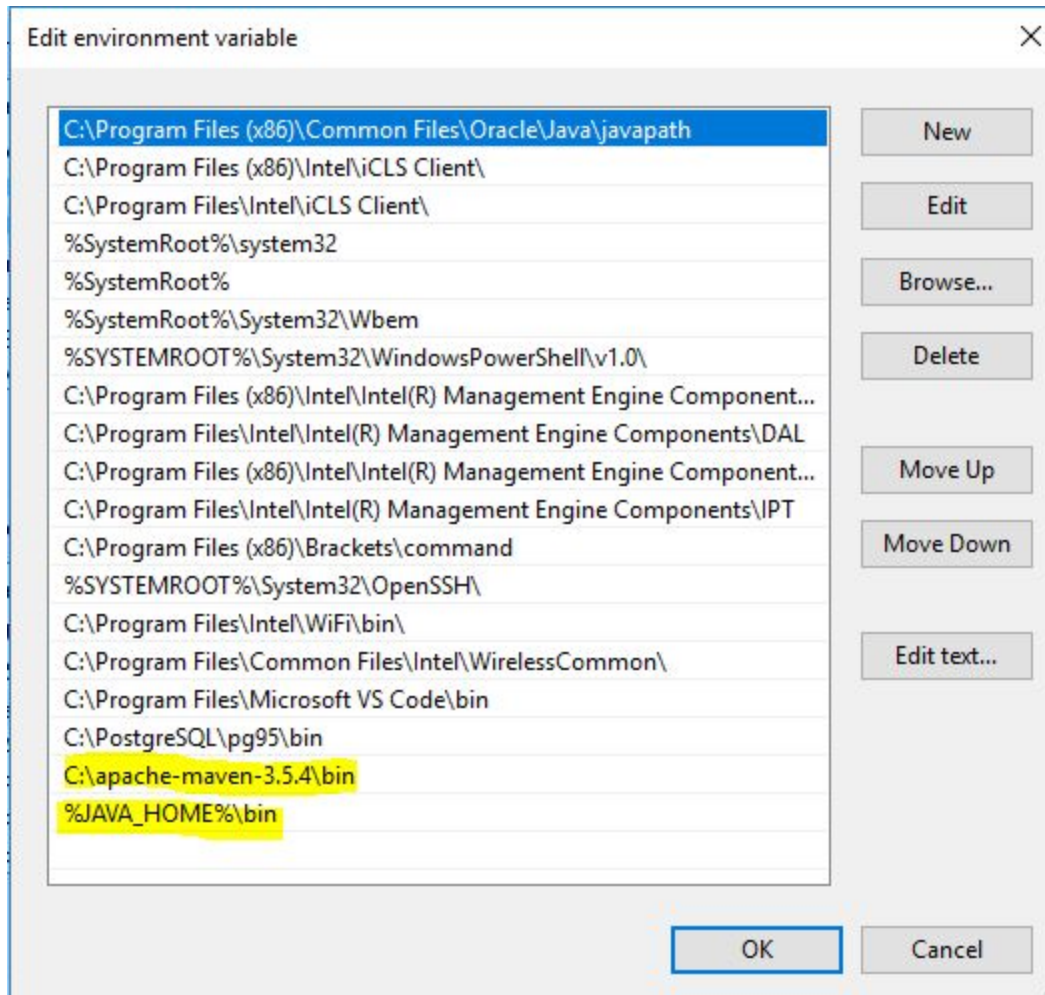 Edit environment variable
C:\Program Files (x86)\Common Files\Oracle\Java\javapath
C:\Program Files (x86)\Intel\iCLS Client\
C:\Program Files\Intel\iCLS Client\
%SystemRoot%\system32
%SystemRoot%
%SystemRoot%\System32\Wbem
%SYSTEMROOT%\System32\WindowsPowerShell\v1.0\
C:\Program Files (x86)\Intel\Intel(R) Management Engine Component...
C:\Program Files\Intel\Intel(R) Management Engine Components\DAL
C:\Program Files (x86)\Intel\Intel(R) Management Engine Component...
C:\Program Files\Intel\Intel(R) Management Engine Components\IPT
C:\Program Files (x86)\Brackets\command
%SYSTEMROOT%\System32\OpenSSH\
C:\Program Files\Intel\WiFi\bin\
C:\Program Files\Common Files\Intel\WirelessCommon\
C:\Program Files\Microsoft VS Code\bin
C:\PostgreSQL\pg95\bin
C:\apache-maven-3.5.4\bin
%JAVA_HOME%\bin
New
Edit
Browse...
Delete
Move Up
Move Down
Edit text...
OK
Cancel